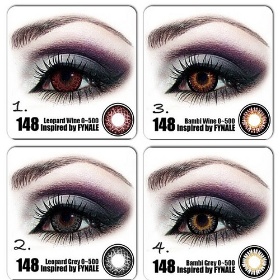 1.
Leopard Wine 0-500
148 Inspired by FYNALE
3.
Bambi Wine 0-500
148 Inspired by FYNALE
2.
Leopard Grey 0-500
148 Inspired by FYNALE
4.
Bambi Grey 0-500
148 Inspired by FYNALE